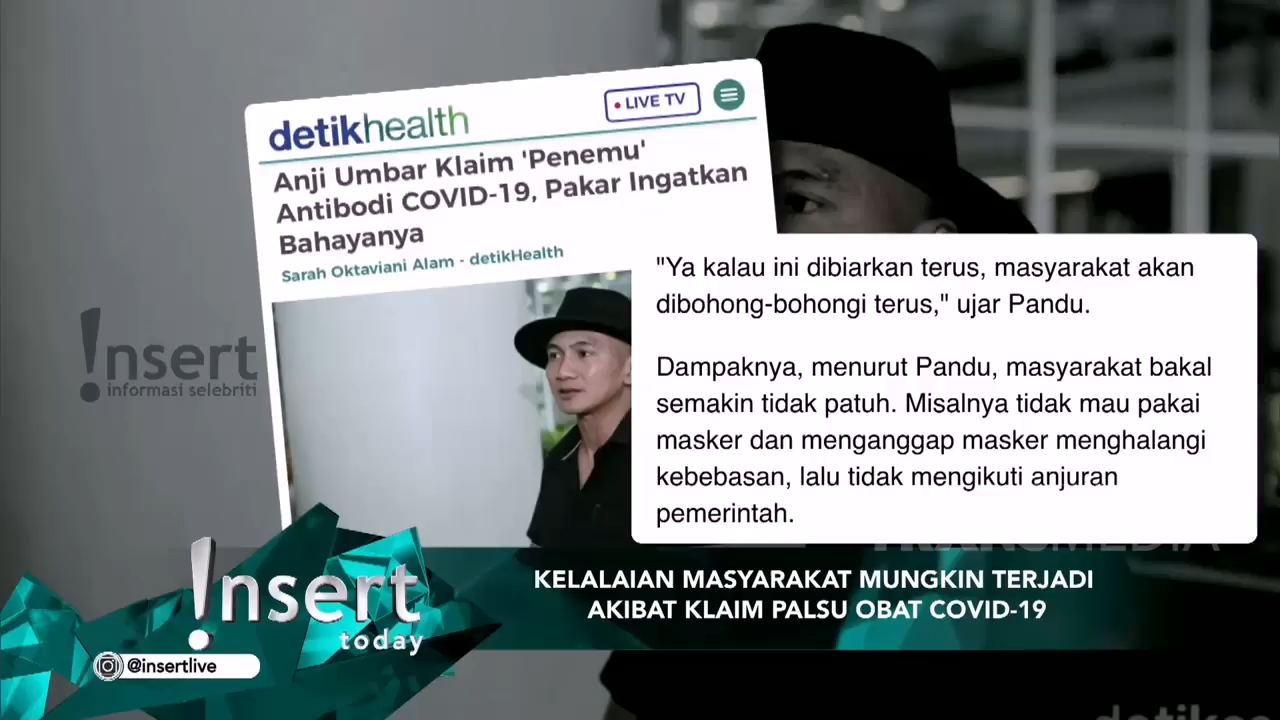 detikhealth
LIVE TV
Anji Umbar Klaim 'Penemu'
Antibodi COVID-19, Pakar Ingatkan
Bahayanya
Sarah Oktaviani Alam - detikHealth
"Ya kalau ini dibiarkan terus, masyarakat akan
dibohong-bohongi terus," ujar Pandu.
Dampaknya, menurut Pandu, masyarakat bakal
semakin tidak patuh. Misalnya tidak mau pakai
masker dan menganggap masker menghalangi
kebebasan, lalu tidak mengikuti anjuran
pemerintah.
!nsert
informasi selebriti
TRANSMEDIA
!nsert
today
@insertlive
KELALAIAN MASYARAKAT MUNGKIN TERJADI
AKIBAT KLAIM PALSU OBAT COVID-19